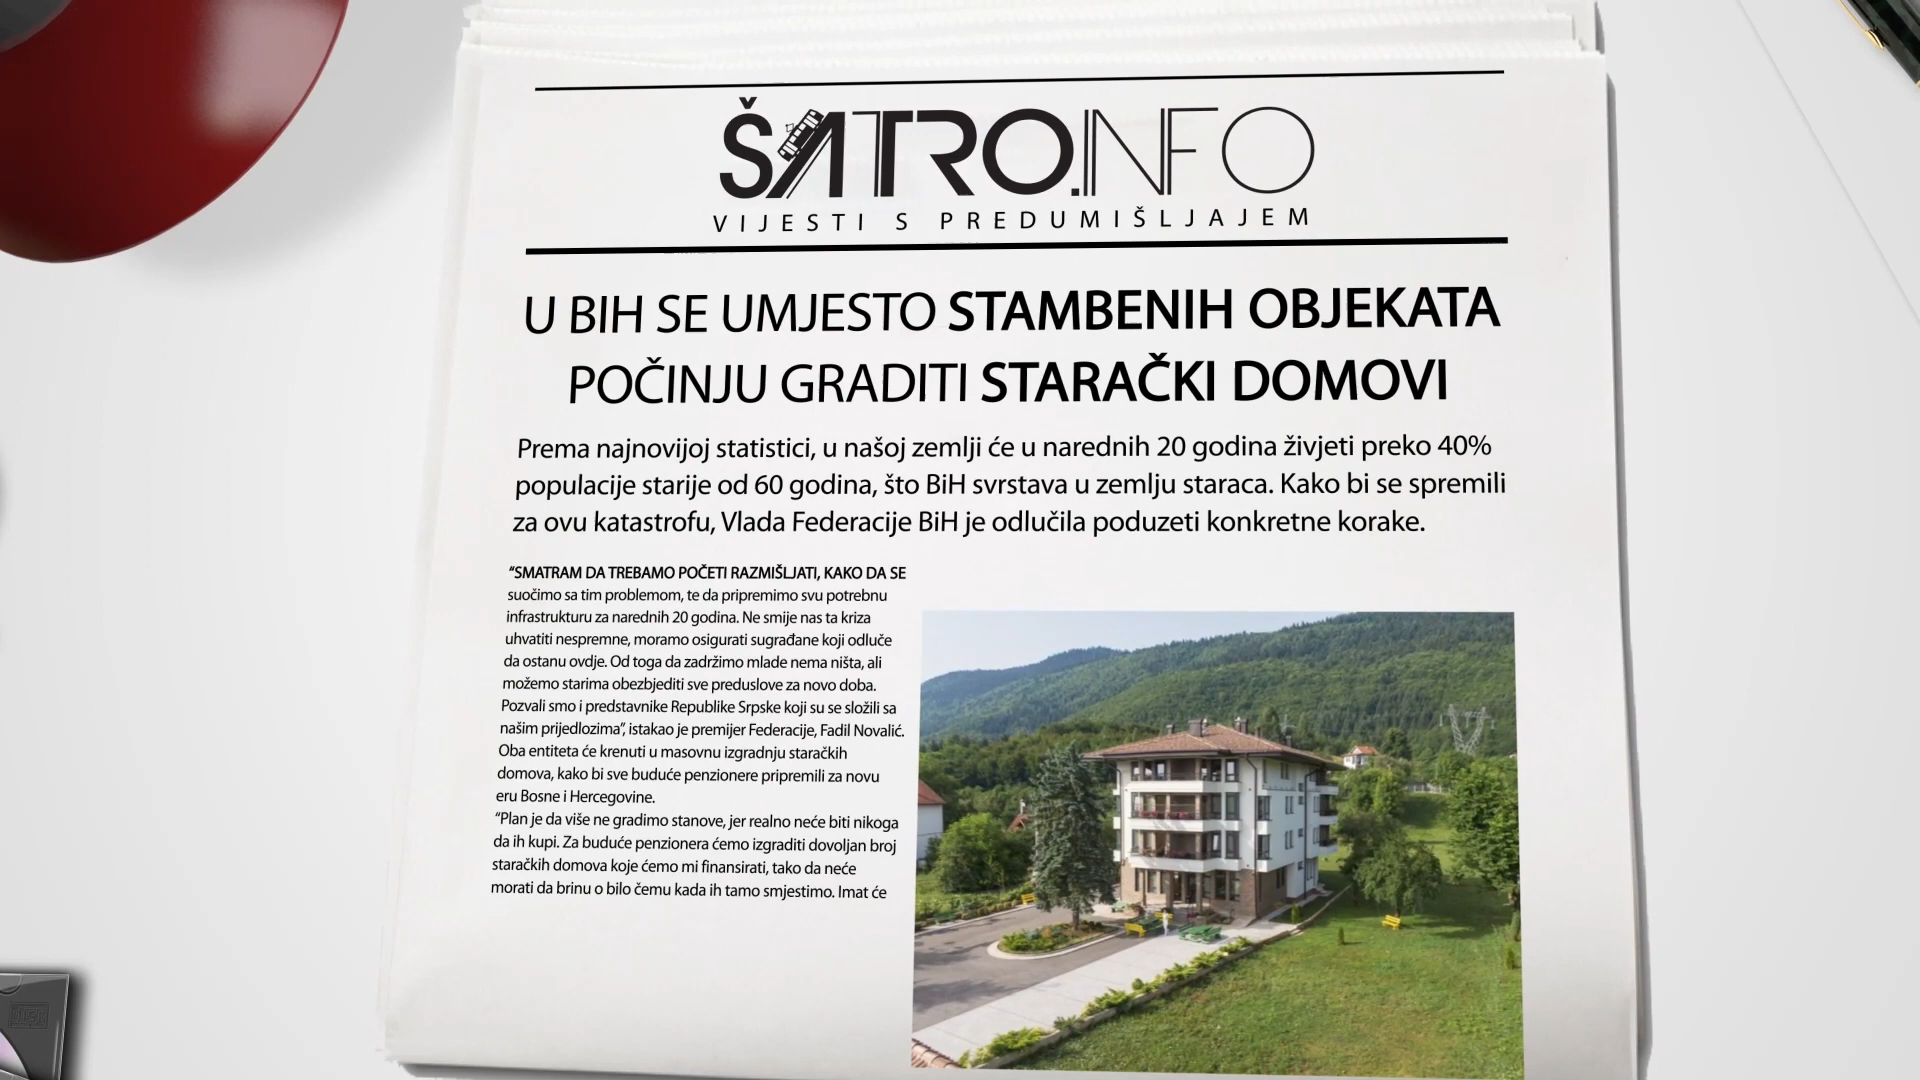 ŠATRO.INFO
VIJESTI S PREDUMIŠLJAJEM
U BIH SE UMJESTO STAMBENIH OBJEKATA
POČINJU GRADITI STARAČKI DOMOVI
Prema najnovijoj statistici, u našoj zemlji će u narednih 20 godina živjeti preko 40%
populacije starije od 60 godina, što BiH svrstava u zemlju staraca. Kako bi se spremili
za ovu katastrofu, Vlada Federacije BiH je odlučila poduzeti konkretne korake.
“SMATRAM DA TREBAMO POČETI RAZMIŠLJATI, KAKO DA SE
suočimo sa tim problemom, te da pripremimo svu potrebnu
infrastrukturu za narednih 20 godina. Ne smije nas ta kriza
uhvatiti nespremne, moramo osigurati sugrađane koji odluče
da ostanu ovdje. Od toga da zadržimo mlade nema ništa, ali
možemo starima obezbjediti sve preduslove za novo doba.
Pozvali smo i predstavnike Republike Srpske koji su se složili sa
našim prijedlozima”, istakao je premijer Federacije, Fadil Novalić.
Oba entiteta će krenuti u masovnu izgradnju staračkih
domova, kako bi sve buduće penzionere pripremili za novu
eru Bosne i Hercegovine.
“Plan je da više ne gradimo stanove, jer realno neće biti nikoga
da ih kupi. Za buduće penzionera ćemo izgraditi dovoljan broj
staračkih domova koje ćemo mi finansirati, tako da neće
morati da brinu o bilo čemu kada ih tamo smjestimo. Imat će